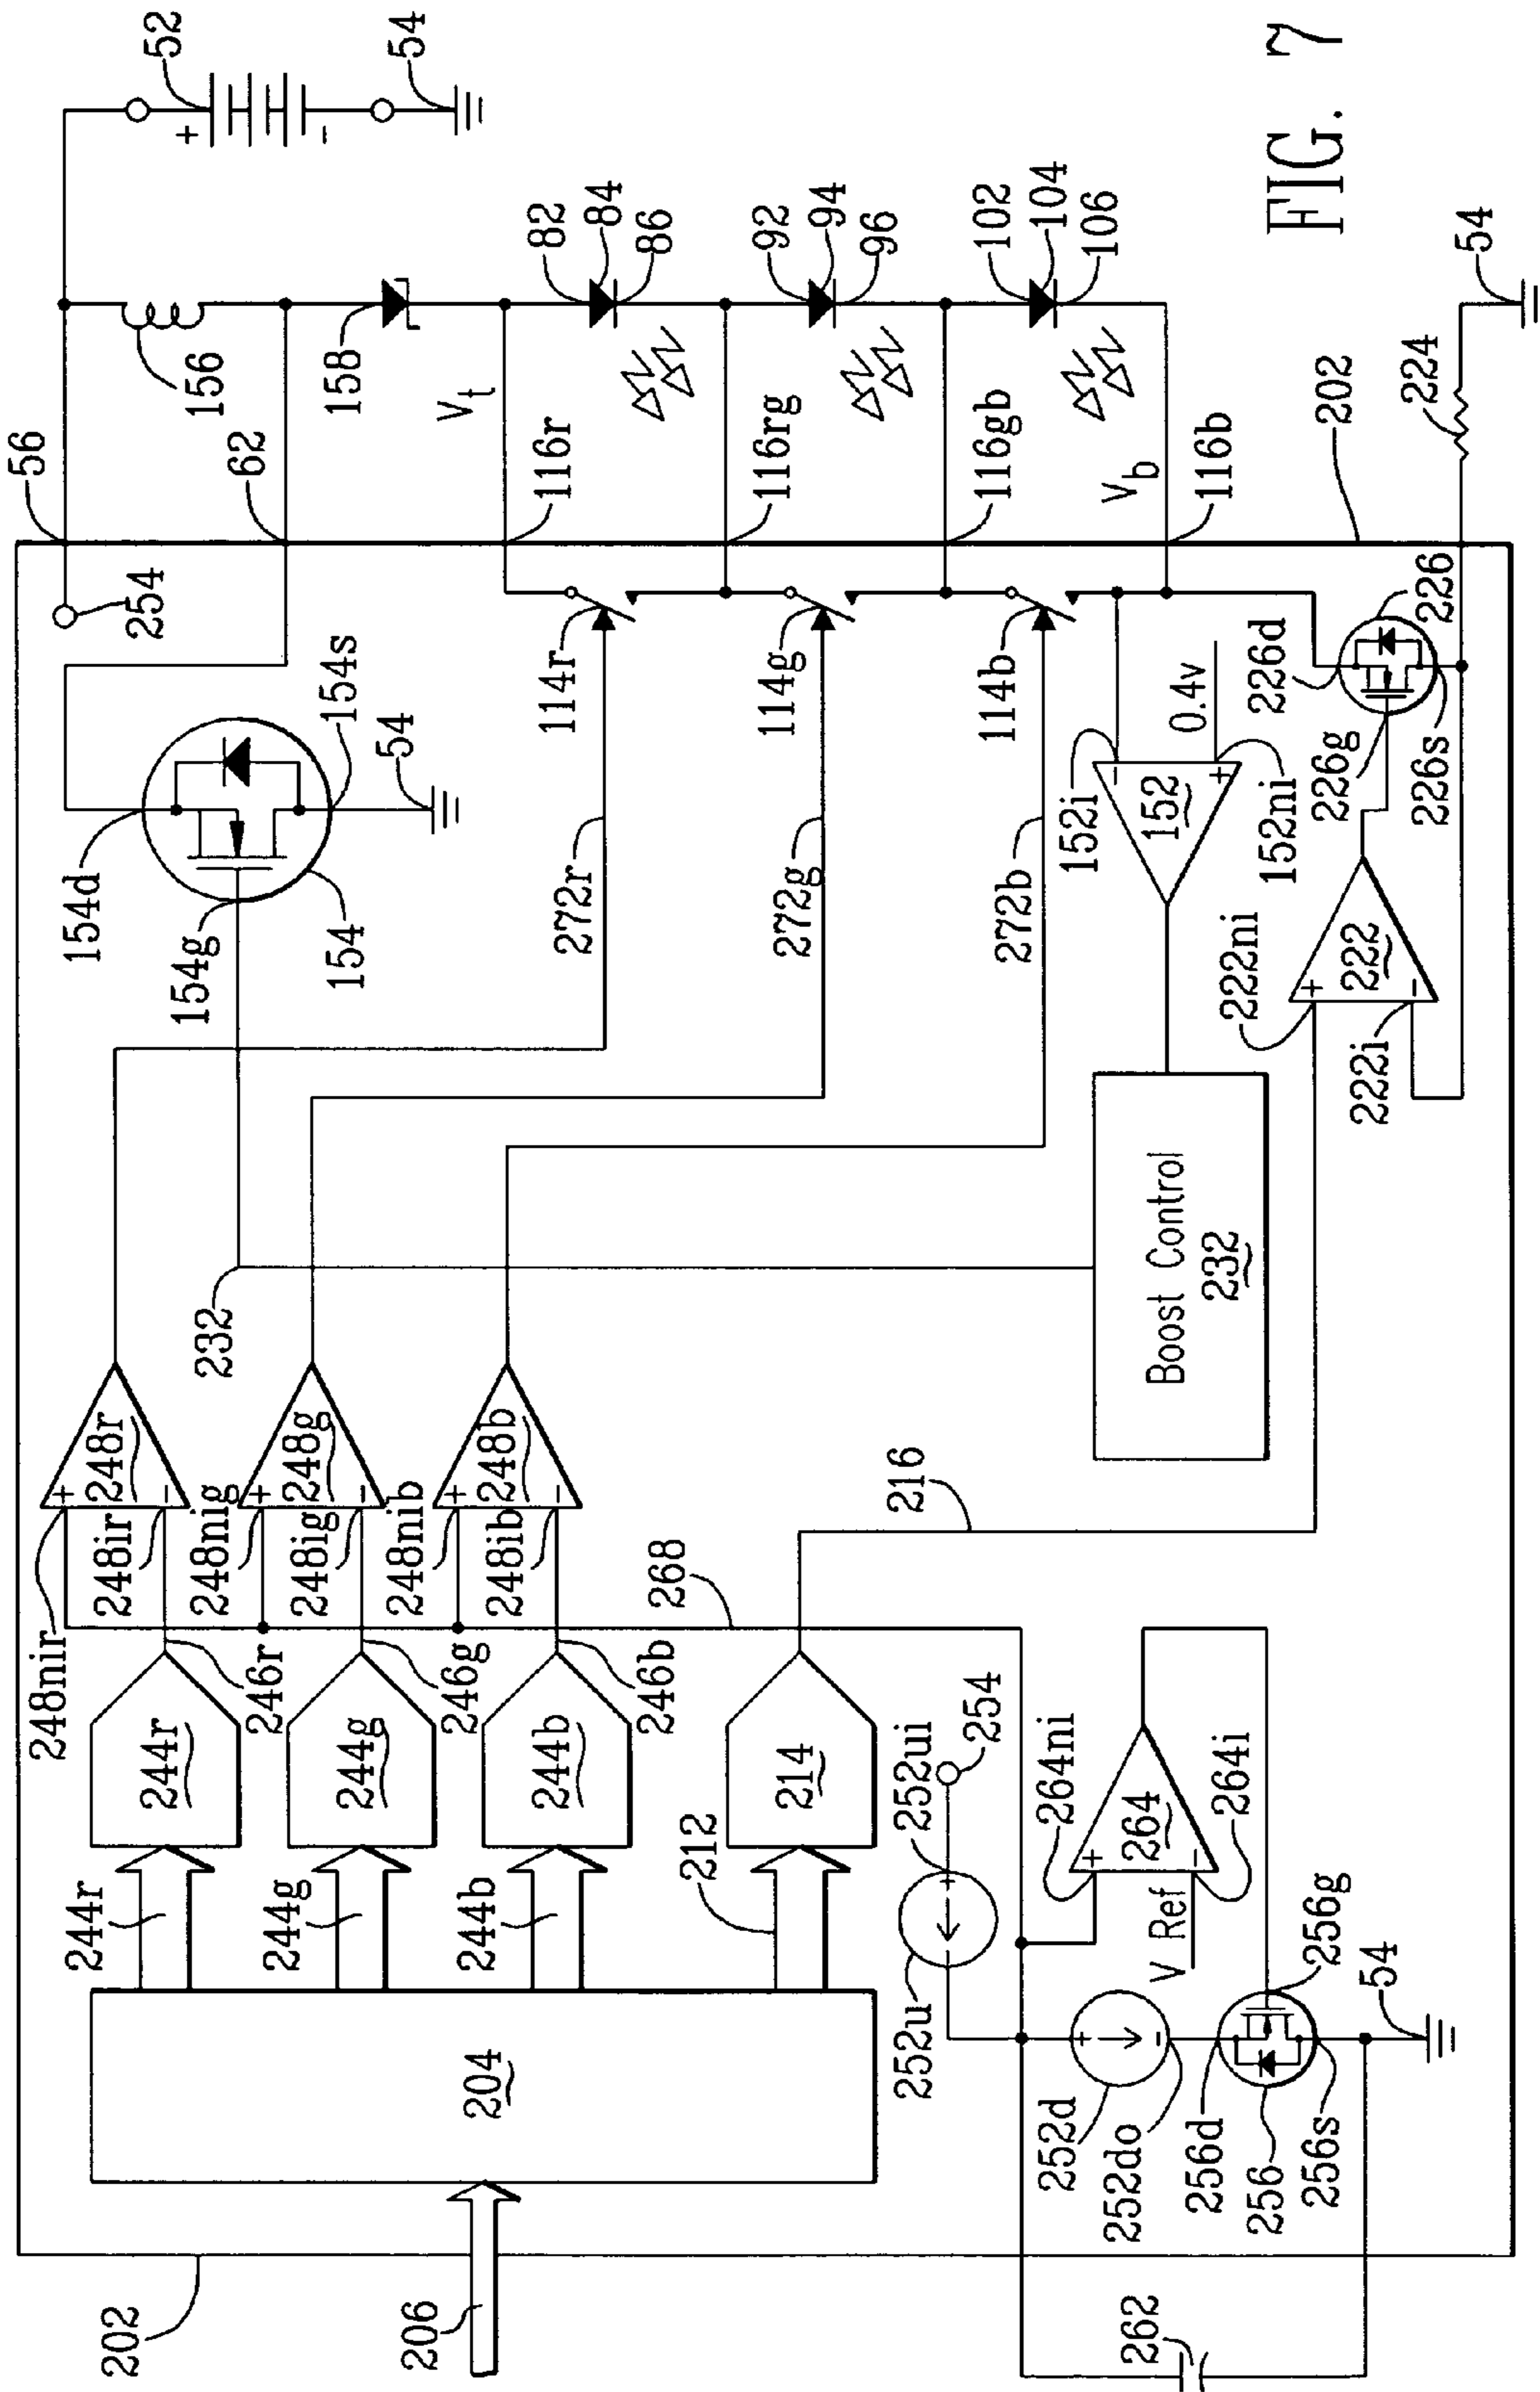 56
254
62
52
+
-
54
156
158
Vt
116r
82
84
86
116rg
92
94
96
116gb
102
104
106
Vb
116b
202
224
54
FIG. 7
154d
154g
154
154s
54
272r
114r
272g
114g
272b
114b
152i
-
152
+
0.4v
152ni
226d
226
226g
226s
222ni
+
222
-
222i
232
Boost Control
232
248nir
+
248r
-
248ir
248nig
+
248g
-
248ig
248nib
+
248b
-
248ib
246r
246g
246b
268
216
244r
244g
244b
214
244r
244g
244b
212
204
206
202
252u
252ui
254
+
264ni
+
264
-
264i
V Ref
252d
+
-
252do
256d
256
256s
256g
54
262